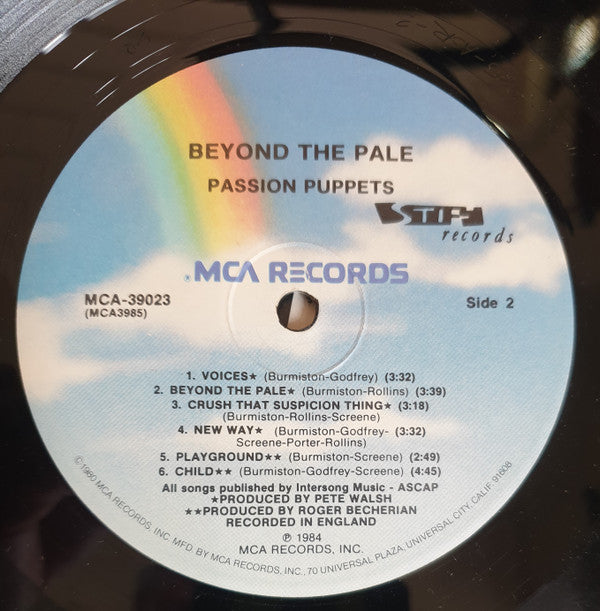 BEYOND THE PALE
PASSION PUPPETS
STIFF
records
® MCA RECORDS
MCA-39023
(MCA3985)
Side 2
1. VOICES★ (Burmiston-Godfrey) (3:32)
2. BEYOND THE PALE★ (Burmiston-Rollins) (3:39)
3. CRUSH THAT SUSPICION THING★ (3:18)
(Burmiston-Rollins-Screene)
4. NEW WAY★ (Burmiston-Godfrey- (3:32)
Screene-Porter-Rollins)
5. PLAYGROUND★★ (Burmiston-Screene) (2:49)
6. CHILD★★ (Burmiston-Godfrey-Screene) (4:45)
All songs published by Intersong Music - ASCAP
★PRODUCED BY PETE WALSH
★★PRODUCED BY ROGER BECHERIAN
RECORDED IN ENGLAND
℗ 1984
MCA RECORDS, INC.
©1980 MCA RECORDS, INC. MFD. BY MCA RECORDS, INC., 70 UNIVERSAL PLAZA, UNIVERSAL CITY, CALIF. 91608